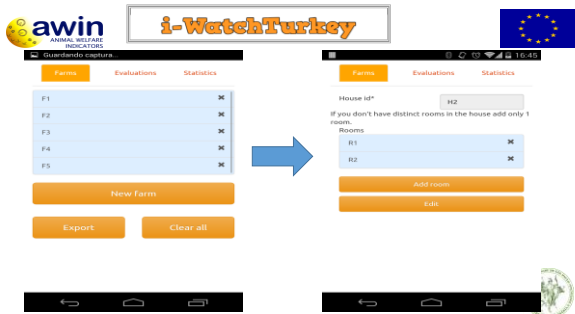 awin
ANIMAL WELFARE
INDICATORS
i-WatchTurkey
Guardando captura...
Farms Evaluations Statistics
F1 ✖
F2 ✖
F3 ✖
F4 ✖
F5 ✖
New farm
Export Clear all
16:45
Farms Evaluations Statistics
House id* H2
If you don't have distinct rooms in the house add only 1
room.
Rooms
R1 ✖
R2 ✖
Add room
Edit